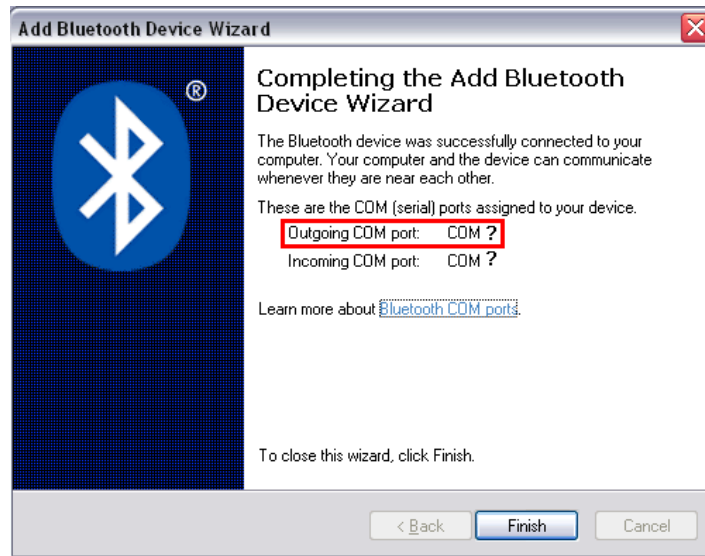 Add Bluetooth Device Wizard
®
Completing the Add Bluetooth
Device Wizard
The Bluetooth device was successfully connected to your
computer. Your computer and the device can communicate
whenever they are near each other.
These are the COM (serial) ports assigned to your device.
Outgoing COM port: COM ?
Incoming COM port: COM ?
Learn more about Bluetooth COM ports.
To close this wizard, click Finish.
< Back Finish Cancel